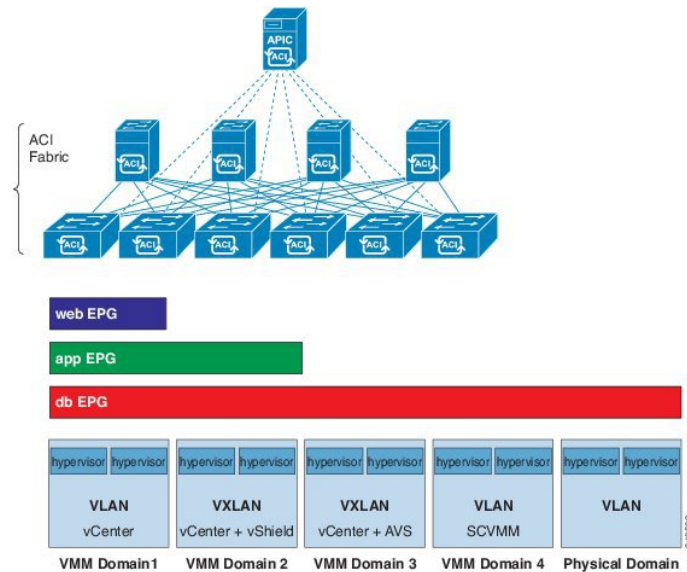 APIC
ACI
ACI
Fabric
ACI ACI ACI ACI
ACI ACI ACI ACI ACI ACI
web EPG
app EPG
db EPG
hypervisor hypervisor hypervisor hypervisor hypervisor hypervisor hypervisor hypervisor hypervisor hypervisor
VLAN VXLAN VXLAN VLAN VLAN
vCenter vCenter + vShield vCenter + AVS SCVMM
VMM Domain1 VMM Domain 2 VMM Domain 3 VMM Domain 4 Physical Domain